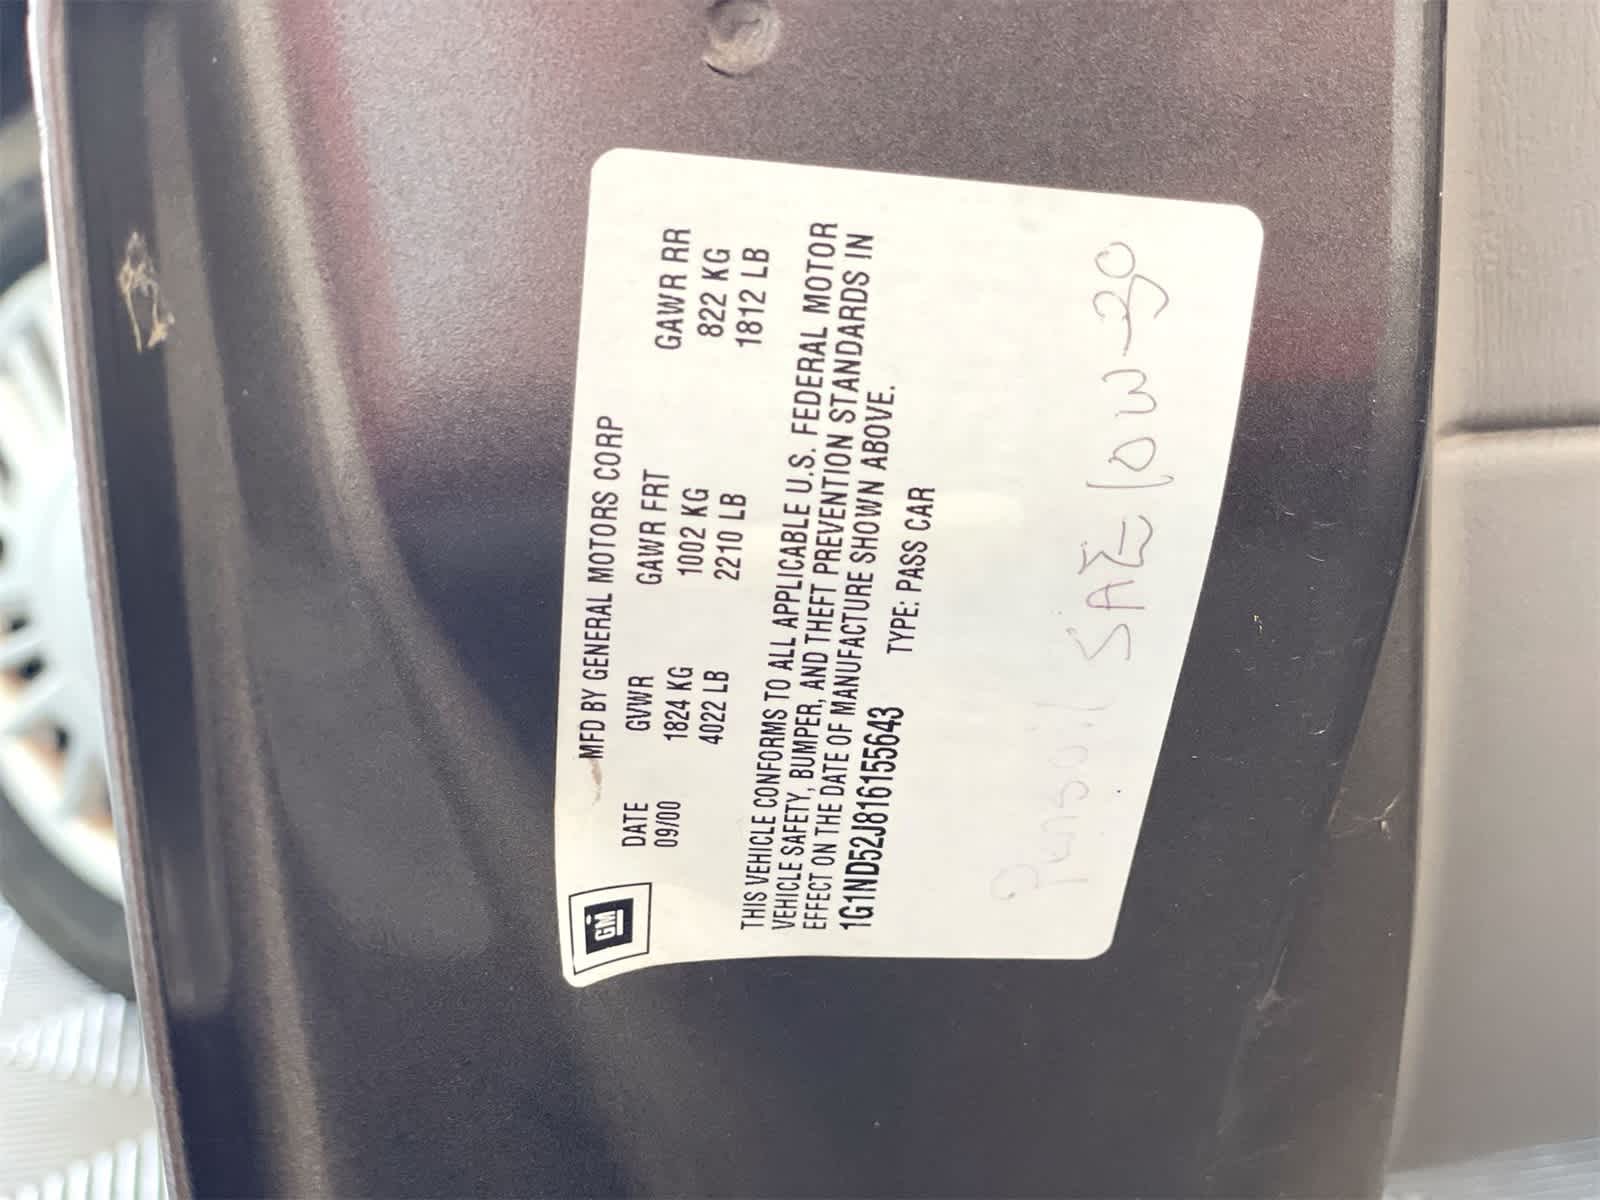 GM
MFD BY GENERAL MOTORS CORP
DATE GVWR GAWR FRT GAWR RR
09/00 1824 KG 1002 KG 822 KG
4022 LB 2210 LB 1812 LB
THIS VEHICLE CONFORMS TO ALL APPLICABLE U.S. FEDERAL MOTOR
VEHICLE SAFETY, BUMPER, AND THEFT PREVENTION STANDARDS IN
EFFECT ON THE DATE OF MANUFACTURE SHOWN ABOVE.
1G1ND52J816155643 TYPE: PASS CAR
SAE 10W-30